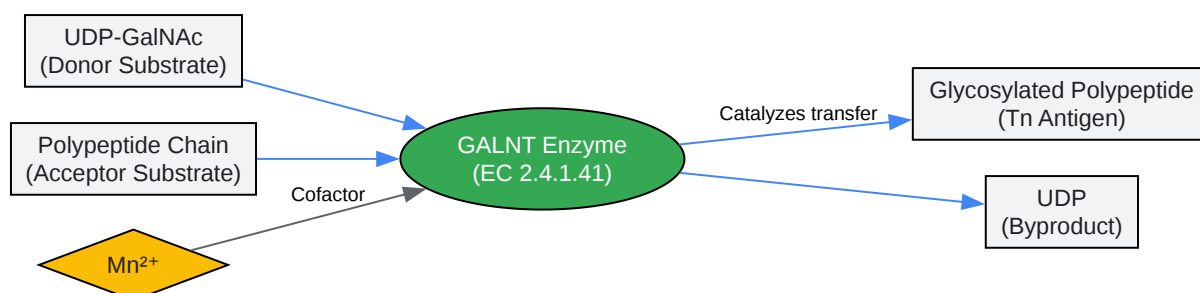 UDP-GalNAc
(Donor Substrate)
Polypeptide Chain
(Acceptor Substrate)
Mn²⁺
Cofactor
GALNT Enzyme
(EC 2.4.1.41)
Catalyzes transfer
Glycosylated Polypeptide
(Tn Antigen)
UDP
(Byproduct)